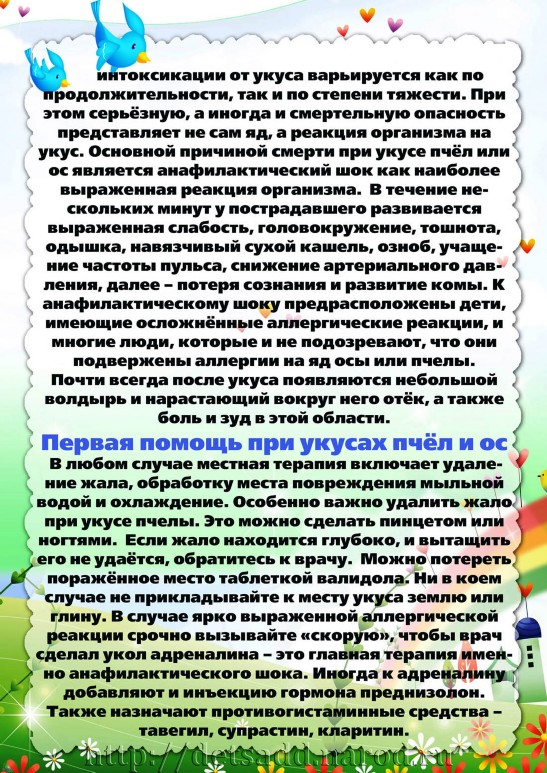 интоксикации от укуса варьируется как по
продолжительности, так и по степени тяжести. При
этом серьёзную, а иногда и смертельную опасность
представляет не сам яд, а реакция организма на
укус. Основной причиной смерти при укусе пчёл или
ос является анафилактический шок как наиболее
выраженная реакция организма. В течение не-
скольких минут у пострадавшего развивается
выраженная слабость, головокружение, тошнота,
одышка, навязчивый сухой кашель, озноб, учаще-
ние частоты пульса, снижение артериального дав-
ления, далее – потеря сознания и развитие комы. К
анафилактическому шоку предрасположены дети,
имеющие осложнённые аллергические реакции, и
многие люди, которые и не подозревают, что они
подвержены аллергии на яд осы или пчелы.
Почти всегда после укуса появляются небольшой
волдырь и нарастающий вокруг него отёк, а также
боль и зуд в этой области.
Первая помощь при укусах пчёл и ос
В любом случае местная терапия включает удале-
ние жала, обработку места повреждения мыльной
водой и охлаждение. Особенно важно удалить жало
при укусе пчелы. Это можно сделать пинцетом или
ногтями. Если жало находится глубоко, и вытащить
его не удаётся, обратитесь к врачу. Можно потереть
поражённое место таблеткой валидола. Ни в коем
случае не прикладывайте к месту укуса землю или
глину. В случае ярко выраженной аллергической
реакции срочно вызывайте «скорую», чтобы врач
сделал укол адреналина – это главная терапия имен-
но анафилактического шока. Иногда к адреналину
добавляют и инъекцию гормона преднизолон.
Также назначают противогистаминные средства –
тавегил, супрастин, кларитин.
http://detsadd.narod.ru